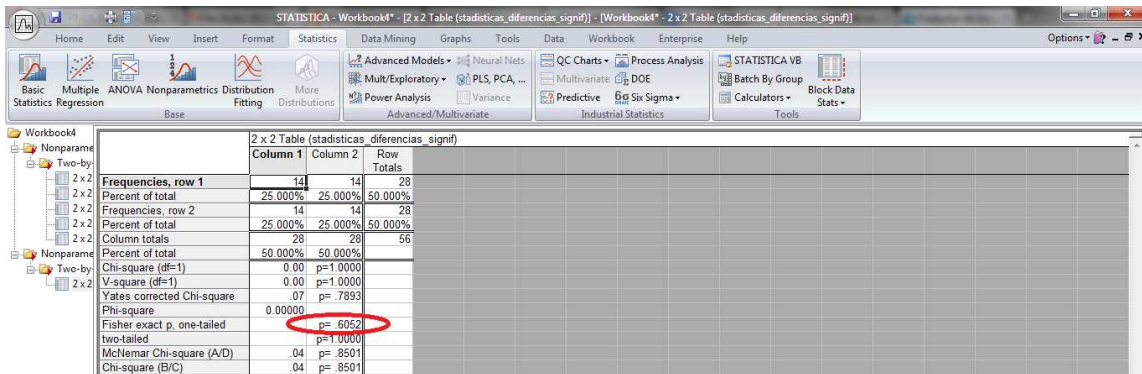 STATISTICA - Workbook4* - [2 x 2 Table (stadisticas_diferencias_signif)] - [Workbook4* - 2 x 2 Table (stadisticas_diferencias_signif)]
Home Edit View Insert Format Statistics Data Mining Graphs Tools Data Workbook Enterprise Help Options
Basic Statistics
Multiple Regression
ANOVA
Nonparametrics
Distribution Fitting
More Distributions
Base
Advanced Models Neural Nets
Mult/Exploratory PLS, PCA, ...
Power Analysis Variance
Advanced/Multivariate
QC Charts Process Analysis
Multivariate DOE
Predictive 6σ Six Sigma
Industrial Statistics
STATISTICA VB
Batch By Group
Calculators
Block Data Stats
Tools
Workbook4
Nonparame
Two-by-
2 x 2
2 x 2
2 x 2
2 x 2
2 x 2
Nonparame
Two-by-
2 x 2
2 x 2 Table (stadisticas_diferencias_signif)
Column 1 Column 2 Row Totals
Frequencies, row 1 14 14 28
Percent of total 25.000% 25.000% 50.000%
Frequencies, row 2 14 14 28
Percent of total 25.000% 25.000% 50.000%
Column totals 28 28 56
Percent of total 50.000% 50.000%
Chi-square (df=1) 0.00 p=1.0000
V-square (df=1) 0.00 p=1.0000
Yates corrected Chi-square .07 p= .7893
Phi-square 0.00000
Fisher exact p, one-tailed p= .6052
two-tailed p=1.0000
McNemar Chi-square (A/D) .04 p= .8501
Chi-square (B/C) .04 p= .8501